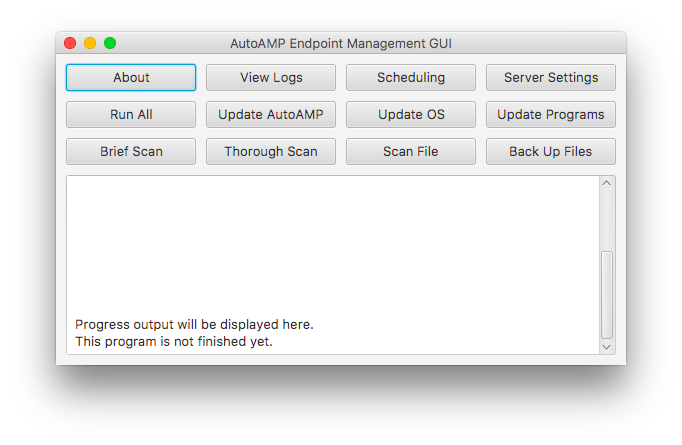 AutoAMP Endpoint Management GUI
About View Logs Scheduling Server Settings
Run All Update AutoAMP Update OS Update Programs
Brief Scan Thorough Scan Scan File Back Up Files
Progress output will be displayed here.
This program is not finished yet.